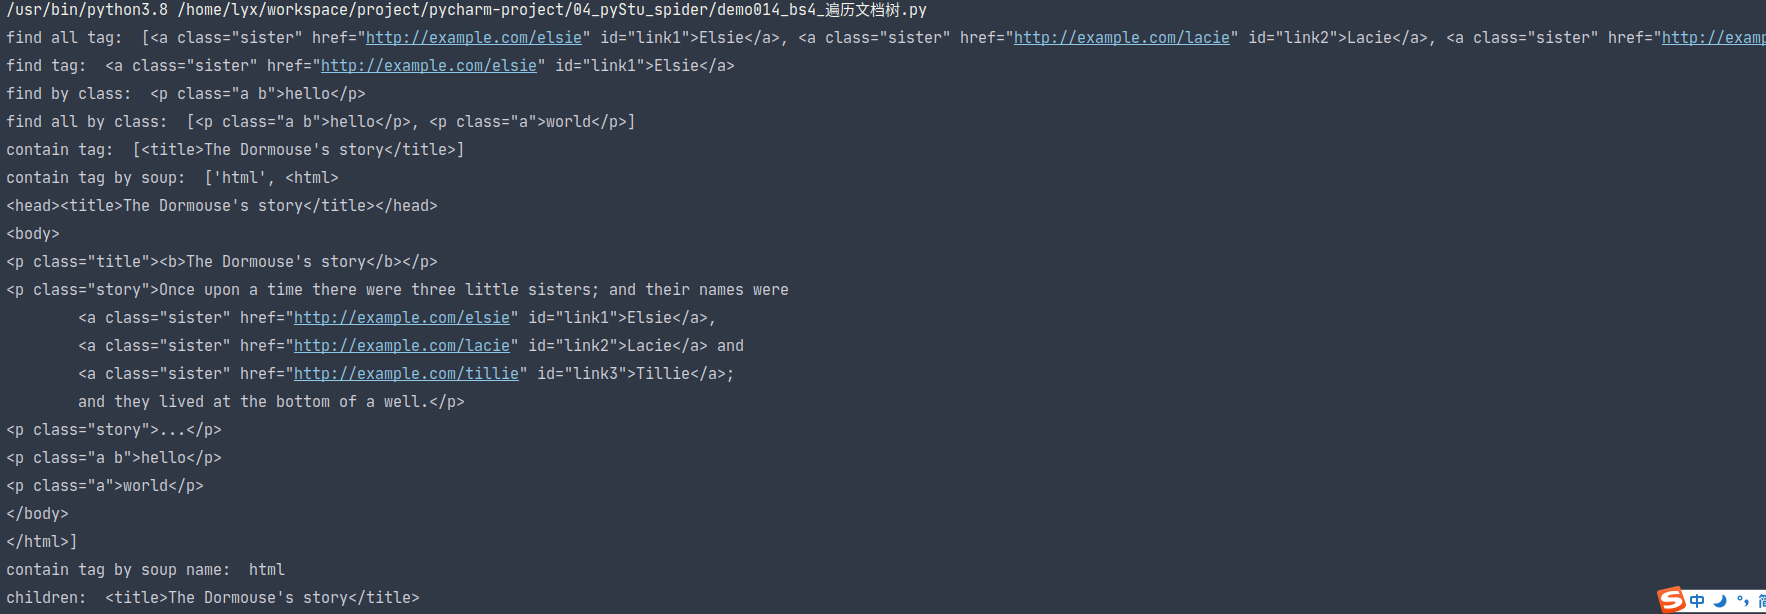 /usr/bin/python3.8 /home/lyx/workspace/project/pycharm-project/04_pyStu_spider/demo014_bs4_遍历文档树.py
find all tag:  [<a class="sister" href="http://example.com/elsie" id="link1">Elsie</a>, <a class="sister" href="http://example.com/lacie" id="link2">Lacie</a>, <a class="sister" href="http://examp
find tag:  <a class="sister" href="http://example.com/elsie" id="link1">Elsie</a>
find by class:  <p class="a b">hello</p>
find all by class:  [<p class="a b">hello</p>, <p class="a">world</p>]
contain tag:  [<title>The Dormouse's story</title>]
contain tag by soup:  ['html', <html>
<head><title>The Dormouse's story</title></head>
<body>
<p class="title"><b>The Dormouse's story</b></p>
<p class="story">Once upon a time there were three little sisters; and their names were
        <a class="sister" href="http://example.com/elsie" id="link1">Elsie</a>,
        <a class="sister" href="http://example.com/lacie" id="link2">Lacie</a> and
        <a class="sister" href="http://example.com/tillie" id="link3">Tillie</a>;
        and they lived at the bottom of a well.</p>
<p class="story">...</p>
<p class="a b">hello</p>
<p class="a">world</p>
</body>
</html>]
contain tag by soup name:  html
children:  <title>The Dormouse's story</title>
S 中 °, 简